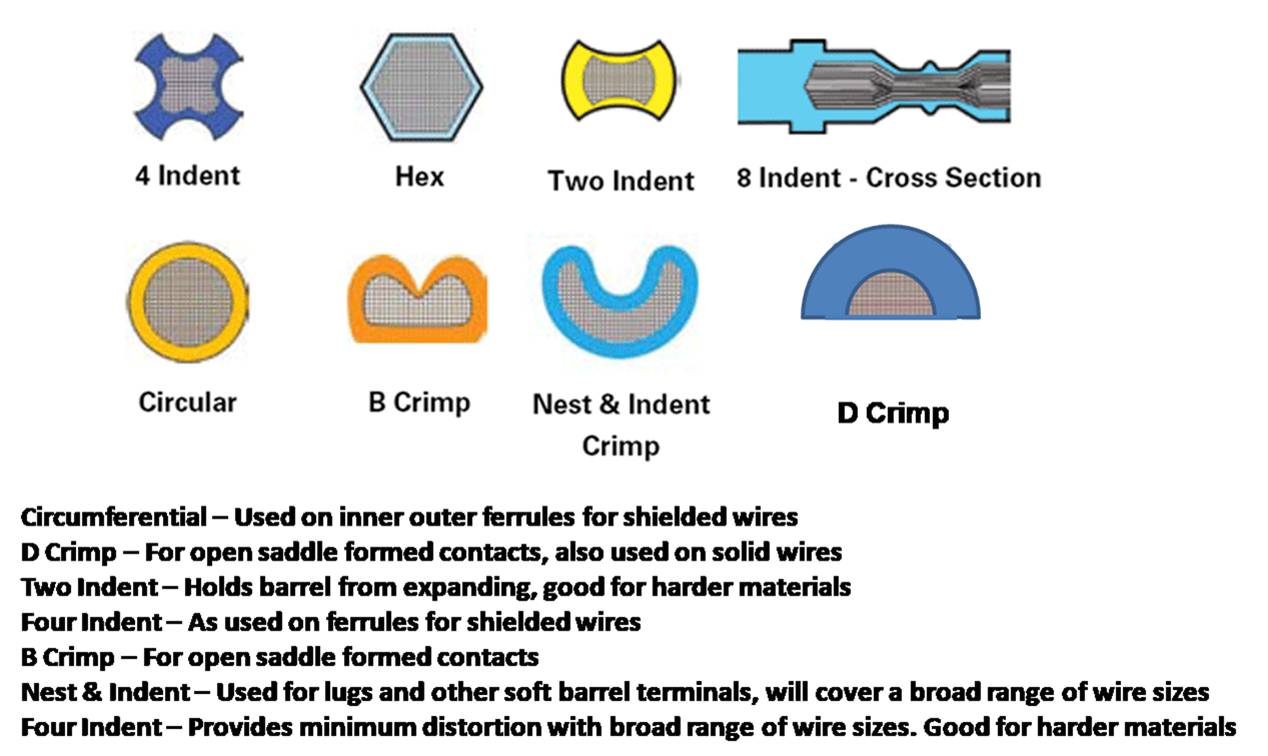 4 Indent
Hex
Two Indent
8 Indent - Cross Section
Circular
B Crimp
Nest & Indent
Crimp
D Crimp
Circumferential – Used on inner outer ferrules for shielded wires
D Crimp – For open saddle formed contacts, also used on solid wires
Two Indent – Holds barrel from expanding, good for harder materials
Four Indent – As used on ferrules for shielded wires
B Crimp – For open saddle formed contacts
Nest & Indent – Used for lugs and other soft barrel terminals, will cover a broad range of wire sizes
Four Indent – Provides minimum distortion with broad range of wire sizes. Good for harder materials